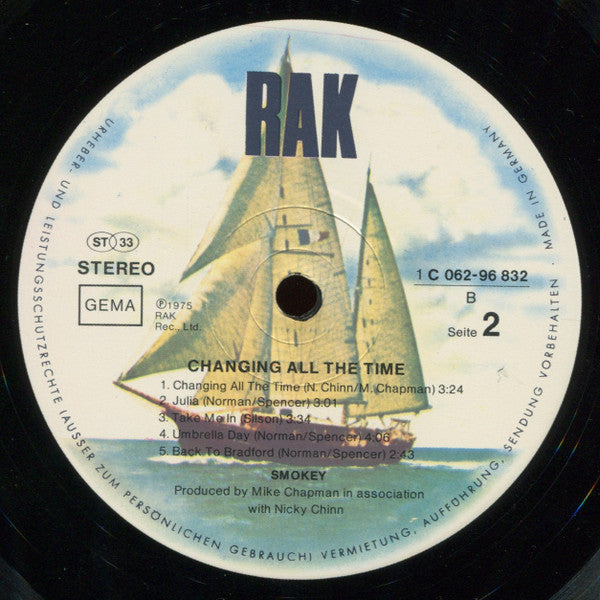 RAK
ST 33
STEREO
GEMA
℗1975
RAK
Rec., Ltd.
1 C 062-96 832
B
Seite 2
CHANGING ALL THE TIME
1. Changing All The Time (N. Chinn/M. Chapman) 3:24
2. Julia (Norman/Spencer) 3:01
3. Take Me In (Silson) 3:34
4. Umbrella Day (Norman/Spencer) 4:06
5. Back To Bradford (Norman/Spencer) 2:43
SMOKEY
Produced by Mike Chapman in association
with Nicky Chinn
URHEBER- UND LEISTUNGSSCHUTZRECHTE (AUSSER ZUM PERSÖNLICHEN GEBRAUCH) VERMIETUNG, AUFFÜHRUNG, SENDUNG VORBEHALTEN · MADE IN GERMANY